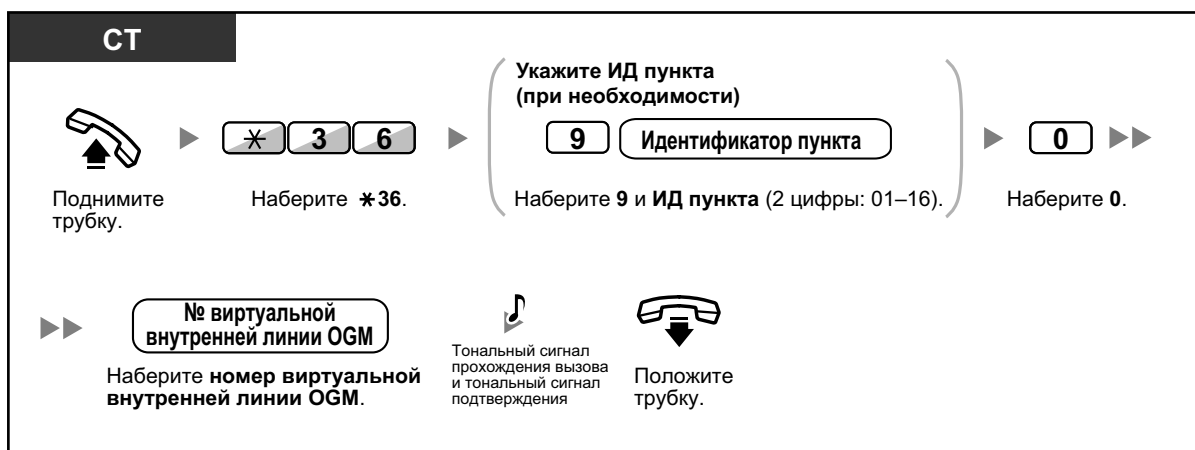 СТ
Укажите ИД пункта
(при необходимости)
✳ 3 6
9 Идентификатор пункта
0
Поднимите
трубку.
Наберите ✳36.
Наберите 9 и ИД пункта (2 цифры: 01–16).
Наберите 0.
№ виртуальной
внутренней линии OGM
Наберите номер виртуальной
внутренней линии OGM.
Тональный сигнал
прохождения вызова
и тональный сигнал
подтверждения
Положите
трубку.